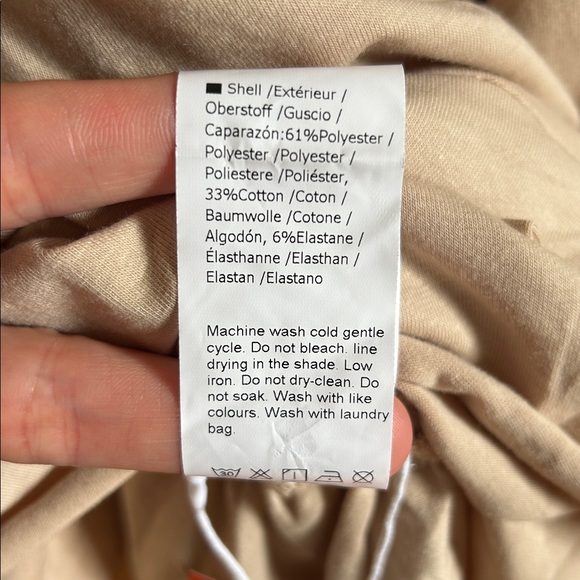 Shell /Extérieur /
Oberstoff /Guscio /
Caparazón:61%Polyester /
Polyester /Polyester /
Poliestere /Poliéster,
33%Cotton /Coton /
Baumwolle /Cotone /
Algodón, 6%Elastane /
Élasthanne /Elasthan /
Elastan /Elastano
Machine wash cold gentle
cycle. Do not bleach. line
drying in the shade. Low
iron. Do not dry-clean. Do
not soak. Wash with like
colours. Wash with laundry
bag.
30